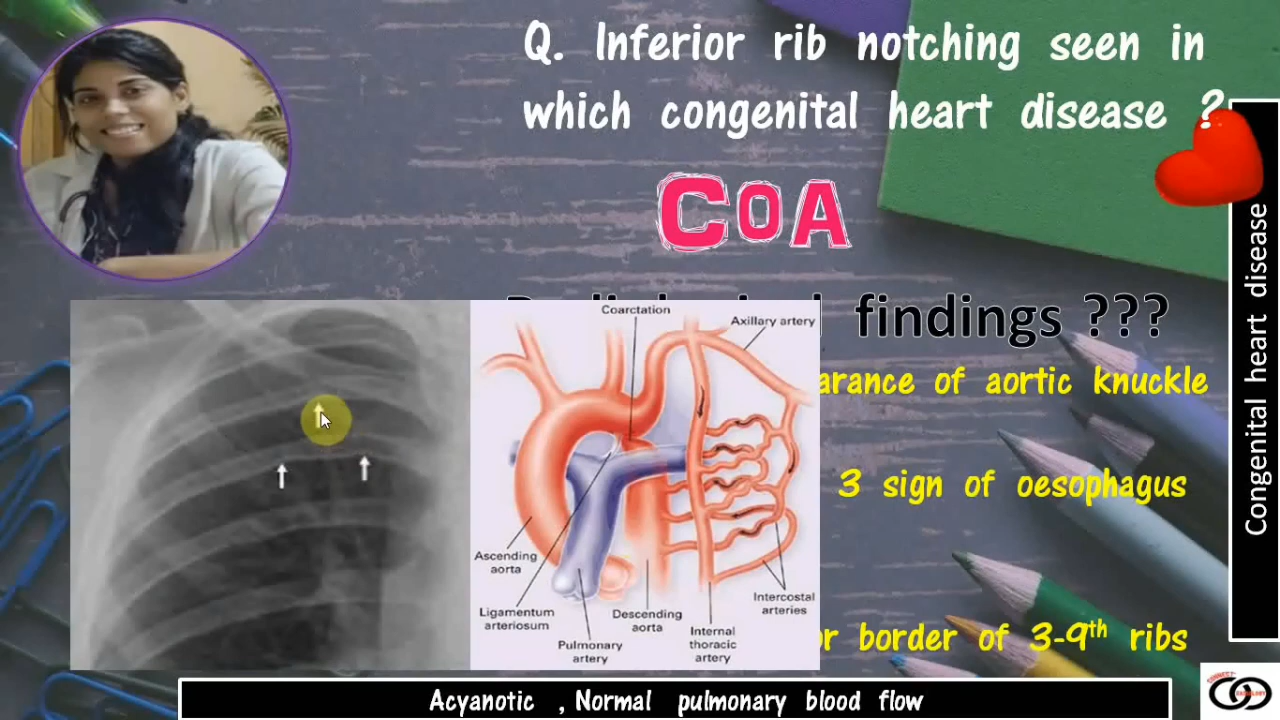 Q. Inferior rib notching seen in
which congenital heart disease ?
COA
findings ???
arance of aortic knuckle
3 sign of oesophagus
or border of 3-9th ribs
Coarctation
Axillary artery
Ascending
aorta
Ligamentum
arteriosum
Pulmonary
artery
Descending
aorta
Internal
thoracic
artery
Intercostal
arteries
Acyanotic , Normal pulmonary blood flow
Congenital heart disease